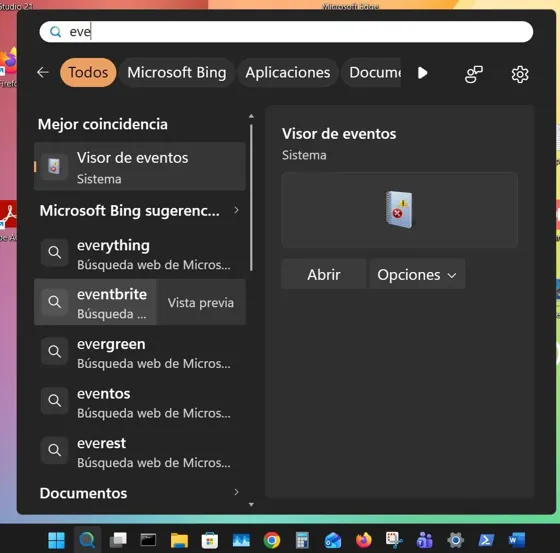 Studio 21
Microsoft Edge
eve
Todos
Microsoft Bing
Aplicaciones
Docume
Mejor coincidencia
Visor de eventos
Sistema
Microsoft Bing sugerenc...
everything
Búsqueda web de Micros...
eventbrite
Búsqueda ...
Vista previa
evergreen
Búsqueda web de Micros...
eventos
Búsqueda web de Micros...
everest
Búsqueda web de Micros...
Documentos
Visor de eventos
Sistema
Abrir
Opciones